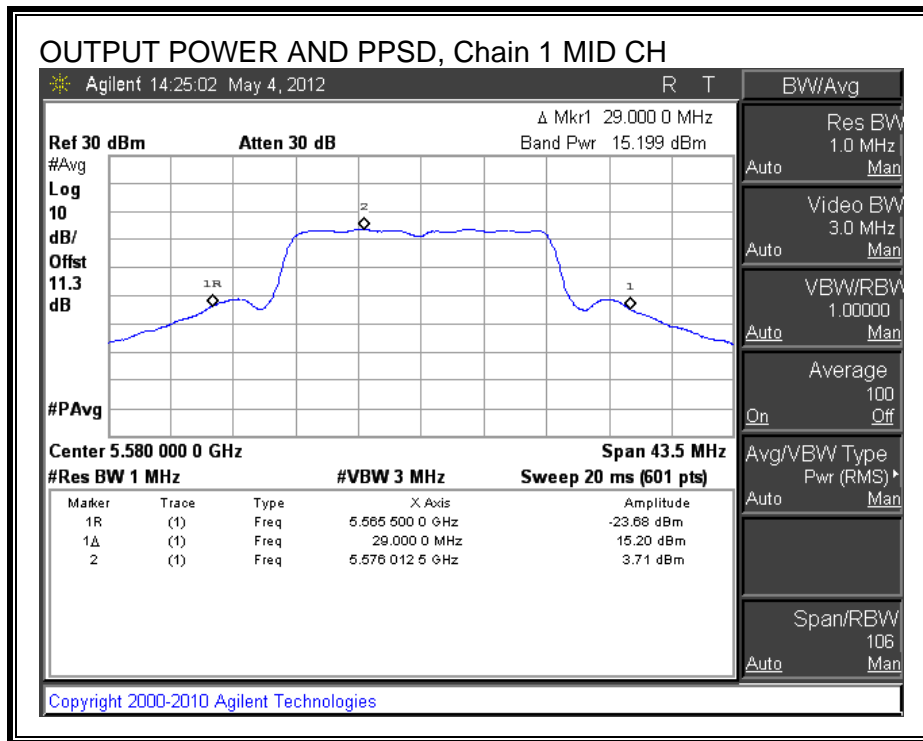 OUTPUT POWER AND PPSD, Chain 1 MID CH
Agilent 14:25:02 May 4, 2012 R T
Δ Mkr1 29.000 0 MHz
Ref 30 dBm Atten 30 dB Band Pwr 15.199 dBm
#Avg
Log
10
dB/
Offst
11.3
dB
#PAvg
2
1R
1
Center 5.580 000 0 GHz Span 43.5 MHz
#Res BW 1 MHz #VBW 3 MHz Sweep 20 ms (601 pts)
Marker Trace Type X Axis Amplitude
1R (1) Freq 5.565 500 0 GHz -23.68 dBm
1Δ (1) Freq 29.000 0 MHz 15.20 dBm
2 (1) Freq 5.576 012 5 GHz 3.71 dBm
BW/Avg
Res BW
1.0 MHz
Auto Man
Video BW
3.0 MHz
Auto Man
VBW/RBW
1.00000
Auto Man
Average
100
On Off
Avg/VBW Type
Pwr (RMS)
Auto Man
Span/RBW
106
Auto Man
Copyright 2000-2010 Agilent Technologies